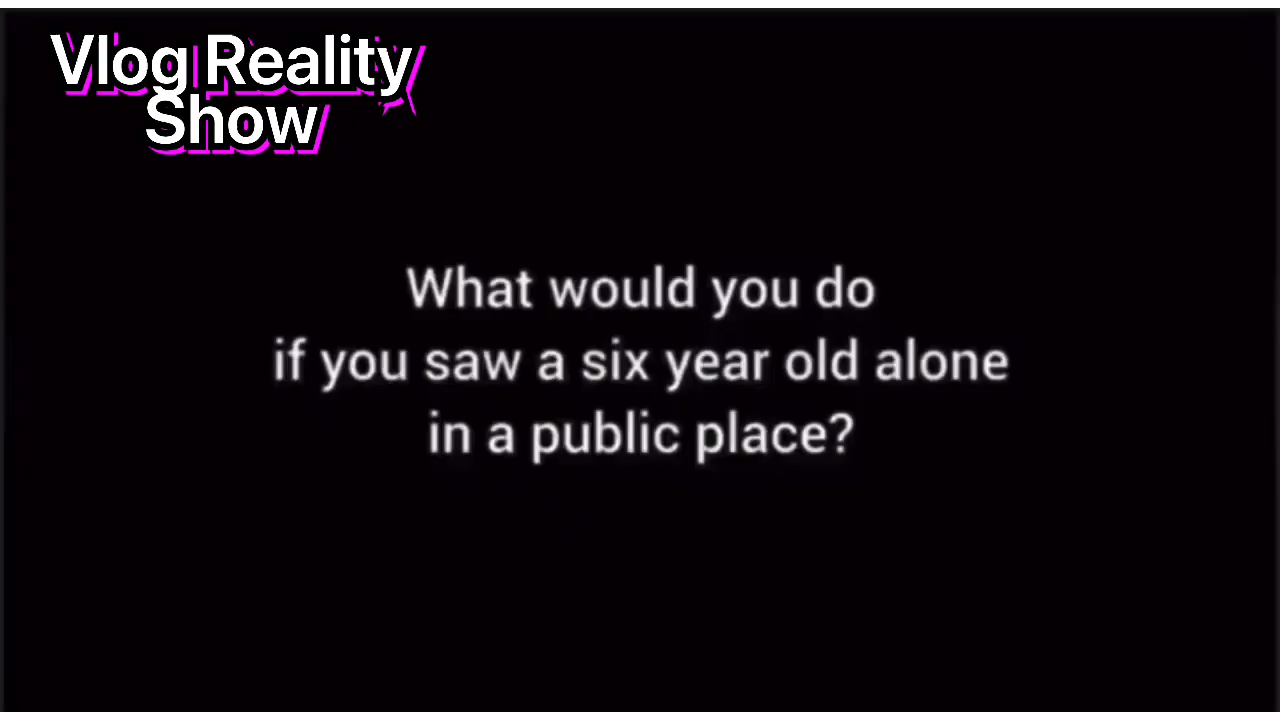 Vlog Reality
Show
What would you do
if you saw a six year old alone
in a public place?